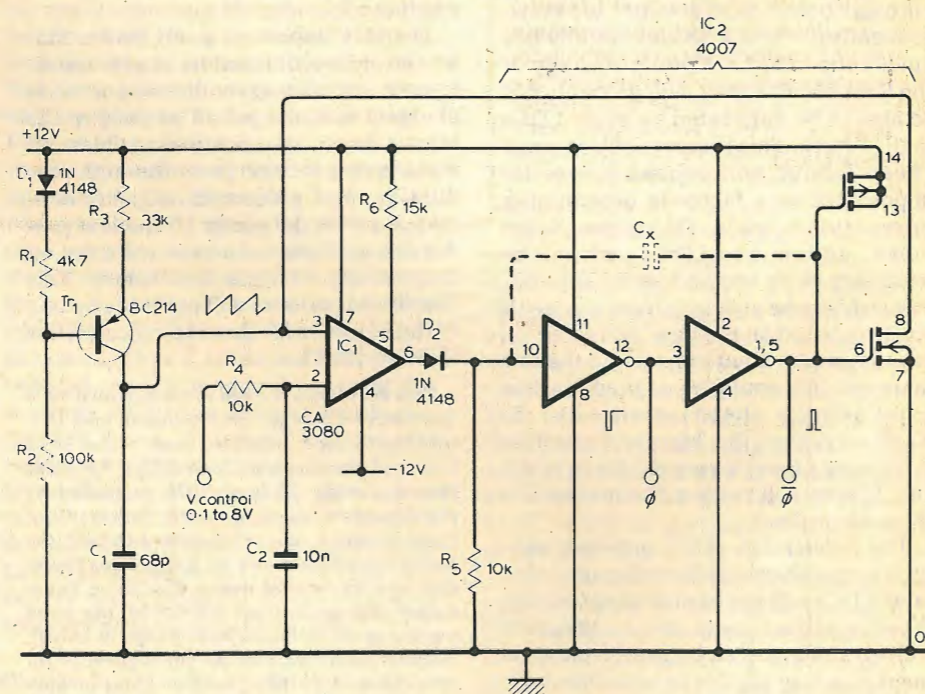 IC2
4007
+12V
D1
1N
4148
R3
33k
R6
15k
14
13
Cx
R1
4k7
Tr1
BC214
3
7
IC1
5
6
2
4
CA
3080
D2
1N
4148
10
11
12
8
3
2
1,5
6
8
7
R4
10k
-12V
R2
100k
V control
0·1 to 8V
ϕ
ϕ̅
C1
68p
C2
10n
R5
10k